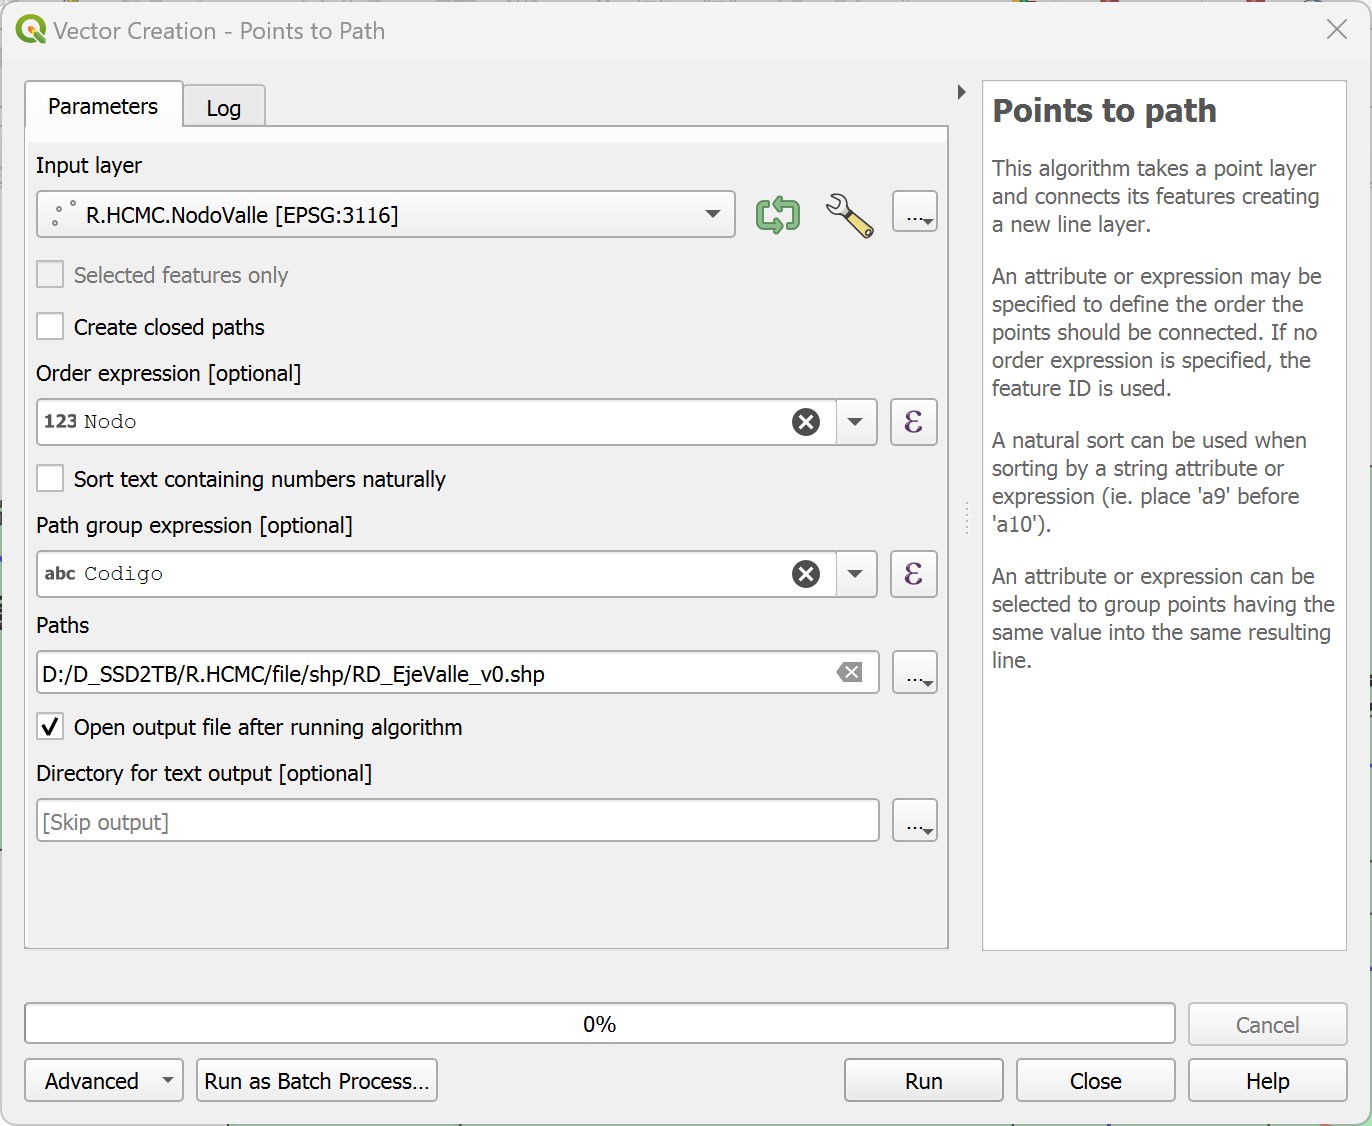 Vector Creation - Points to Path
Parameters
Log
Input layer
R.HCMC.NodoValle [EPSG:3116]
...
Selected features only
Create closed paths
Order expression [optional]
123 Nodo
ε
Sort text containing numbers naturally
Path group expression [optional]
abc Codigo
ε
Paths
D:/D_SSD2TB/R.HCMC/file/shp/RD_EjeValle_v0.shp
...
Open output file after running algorithm
Directory for text output [optional]
[Skip output]
...
Points to path
This algorithm takes a point layer
and connects its features creating
a new line layer.
An attribute or expression may be
specified to define the order the
points should be connected. If no
order expression is specified, the
feature ID is used.
A natural sort can be used when
sorting by a string attribute or
expression (ie. place 'a9' before
'a10').
An attribute or expression can be
selected to group points having the
same value into the same resulting
line.
0%
Cancel
Advanced
Run as Batch Process...
Run
Close
Help